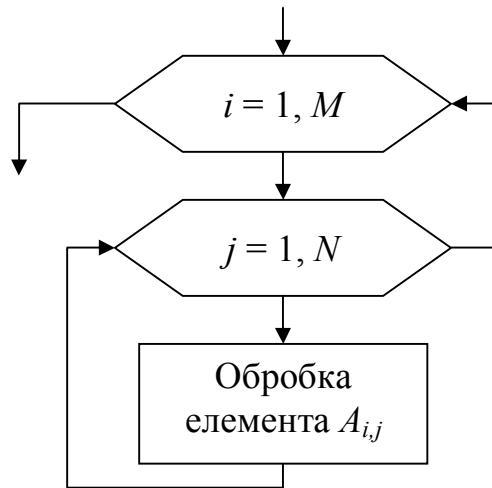 i = 1, M
j = 1, N
Обробка
елемента Ai,j